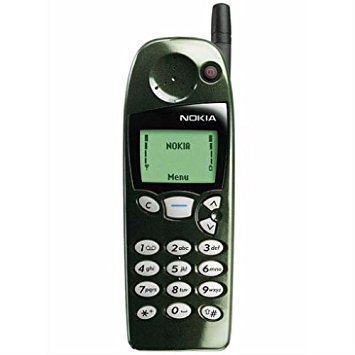 NOKIA
NOKIA
Menu
C
1 2abc 3def
4ghi 5jkl 6mno
7pqrs 8tuv 9wxyz
*+ 0 #